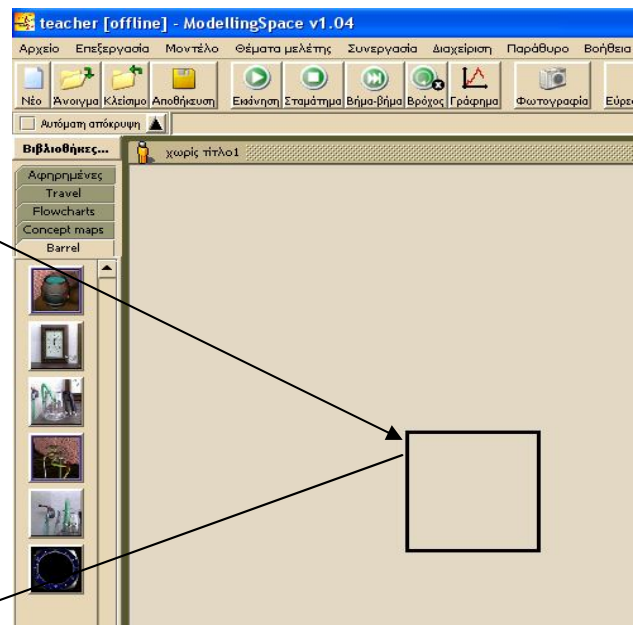 teacher [offline] - ModellingSpace v1.04
Αρχείο Επεξεργασία Μοντέλο Θέματα μελέτης Συνεργασία Διαχείριση Παράθυρο Βοήθεια
Νέο Άνοιγμα Κλείσιμο Αποθήκευση Εκκίνηση Σταμάτημα Βήμα-βήμα Βρόχος Γράφημα Φωτογραφία
Αυτόματη απόκρυψη
Βιβλιοθήκες... χωρίς τίτλο1
Αφηρημένες
Travel
Flowcharts
Concept maps
Barrel